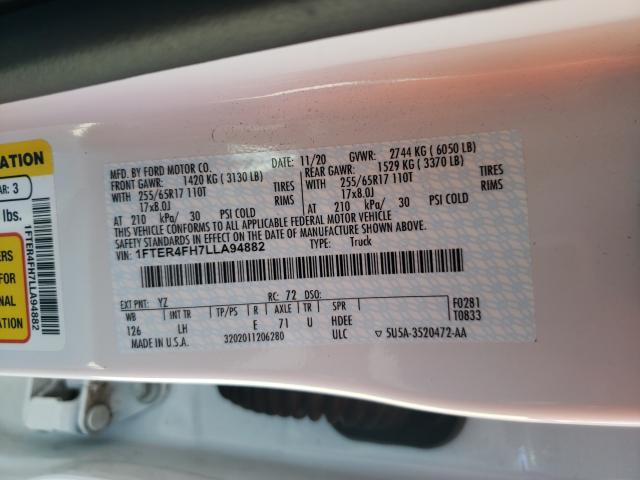 ATION
AR: 3
lbs.
ERS
FOR
NAL
ATION
1FTER4FH7LLA94882
MFD. BY FORD MOTOR CO.
11/20 GVWR: 2744 KG ( 6050 LB)
FRONT GAWR: 1420 KG ( 3130 LB) REAR GAWR: 1529 KG ( 3370 LB)
WITH 255/65R17 110T TIRES WITH 255/65R17 110T TIRES
17x8.0J RIMS 17x8.0J RIMS
AT 210 kPa/ 30 PSI COLD AT 210 kPa/ 30 PSI COLD
THIS VEHICLE CONFORMS TO ALL APPLICABLE FEDERAL MOTOR VEHICLE
SAFETY STANDARDS IN EFFECT ON THE DATE OF MANUFACTURE SHOWN ABOVE.
VIN: 1FTER4FH7LLA94882 TYPE: Truck
EXT PNT: YZ RC: 72 DSO: F0281
WB INT TR TP/PS R AXLE TR SPR T0833
126 LH E 71 U HDEE
MADE IN U.S.A. 3202011206280 ULC 5U5A-3520472-AA